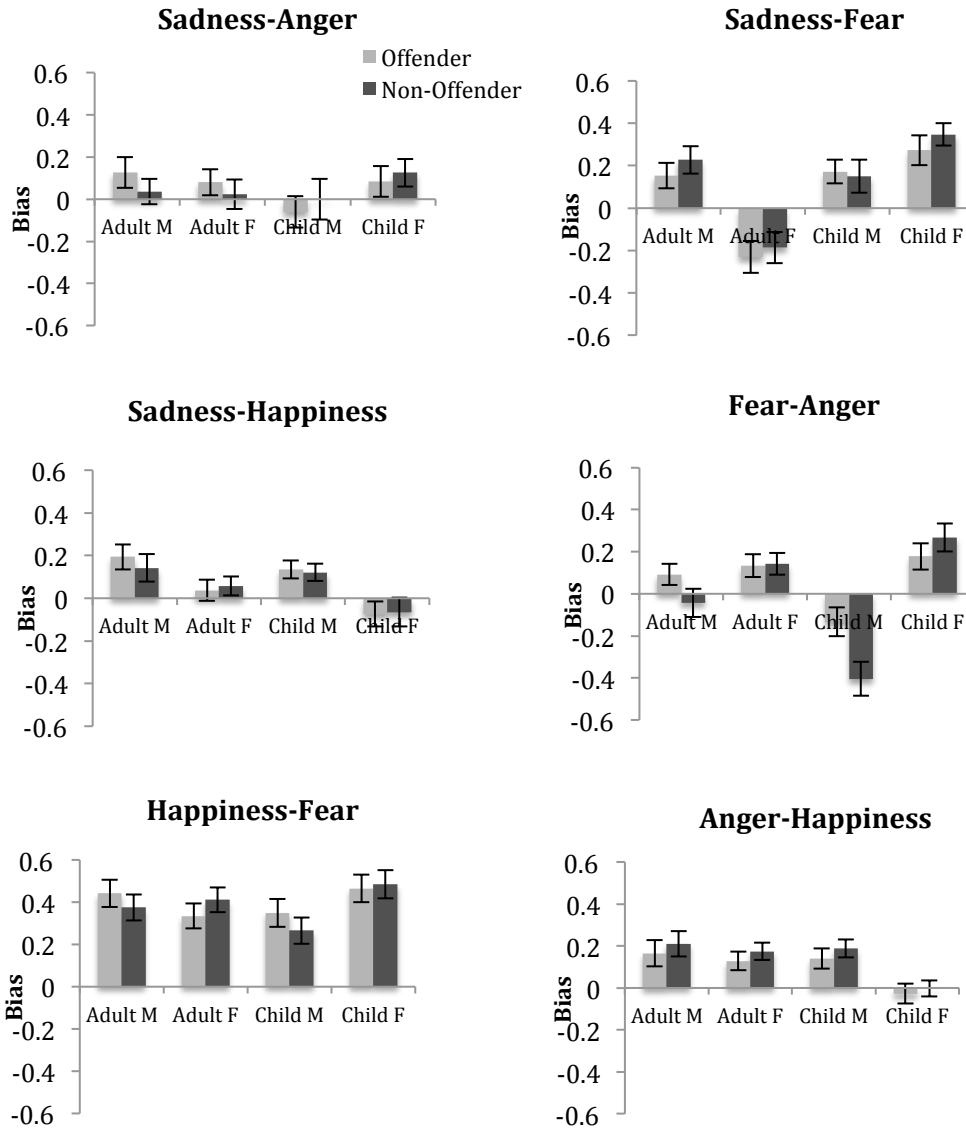 Sadness-Anger
Offender
Non-Offender
0.6
0.4
0.2
0
-0.2
-0.4
-0.6
Bias
Adult M
Adult F
Child M
Child F
Sadness-Fear
0.6
0.4
0.2
0
-0.2
-0.4
-0.6
Bias
Adult M
Adult F
Child M
Child F
Sadness-Happiness
0.6
0.4
0.2
0
-0.2
-0.4
-0.6
Bias
Adult M
Adult F
Child M
Child F
Fear-Anger
0.6
0.4
0.2
0
-0.2
-0.4
-0.6
Bias
Adult M
Adult F
Child M
Child F
Happiness-Fear
0.6
0.4
0.2
0
-0.2
-0.4
-0.6
Bias
Adult M
Adult F
Child M
Child F
Anger-Happiness
0.6
0.4
0.2
0
-0.2
-0.4
-0.6
Bias
Adult M
Adult F
Child M
Child F